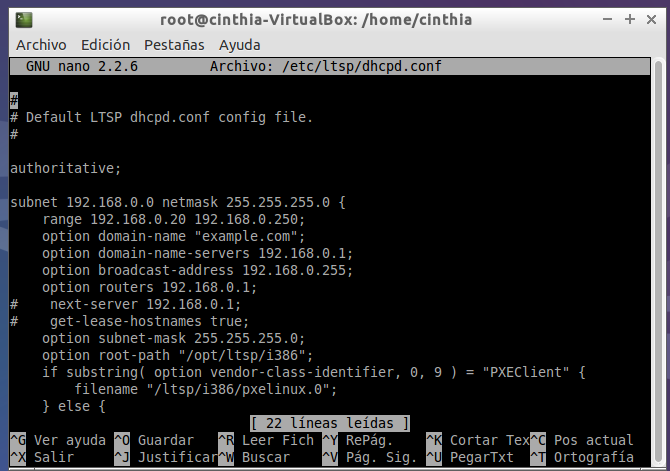 root@cinthia-VirtualBox: /home/cinthia
Archivo Edición Pestañas Ayuda
GNU nano 2.2.6 Archivo: /etc/ltsp/dhcpd.conf
#
# Default LTSP dhcpd.conf config file.
#
authoritative;
subnet 192.168.0.0 netmask 255.255.255.0 {
    range 192.168.0.20 192.168.0.250;
    option domain-name "example.com";
    option domain-name-servers 192.168.0.1;
    option broadcast-address 192.168.0.255;
    option routers 192.168.0.1;
#    next-server 192.168.0.1;
#    get-lease-hostnames true;
    option subnet-mask 255.255.255.0;
    option root-path "/opt/ltsp/i386";
    if substring( option vendor-class-identifier, 0, 9 ) = "PXEClient" {
        filename "/ltsp/i386/pxelinux.0";
    } else {
[ 22 líneas leídas ]
^G Ver ayuda ^O Guardar ^R Leer Fich ^Y RePág. ^K Cortar Tex ^C Pos actual
^X Salir ^J Justificar ^W Buscar ^V Pág. Sig. ^U PegarTxt ^T Ortografía